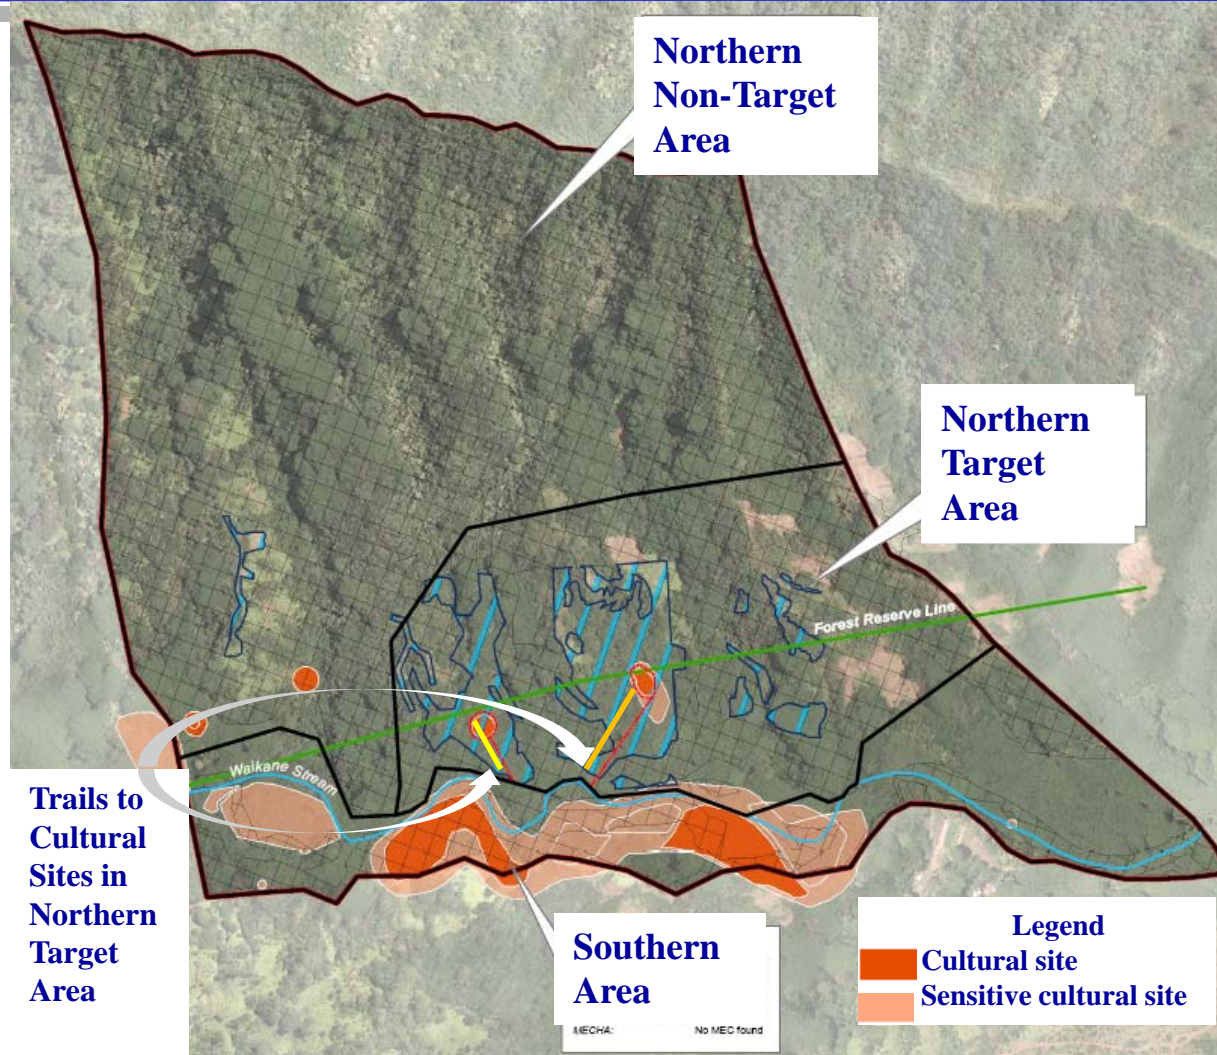 Northern
Non-Target
Area
Northern
Target
Area
Forest Reserve Line
Waikane Stream
Trails to
Cultural
Sites in
Northern
Target
Area
Southern
Area
MECHA: No MEC found
Legend
Cultural site
Sensitive cultural site